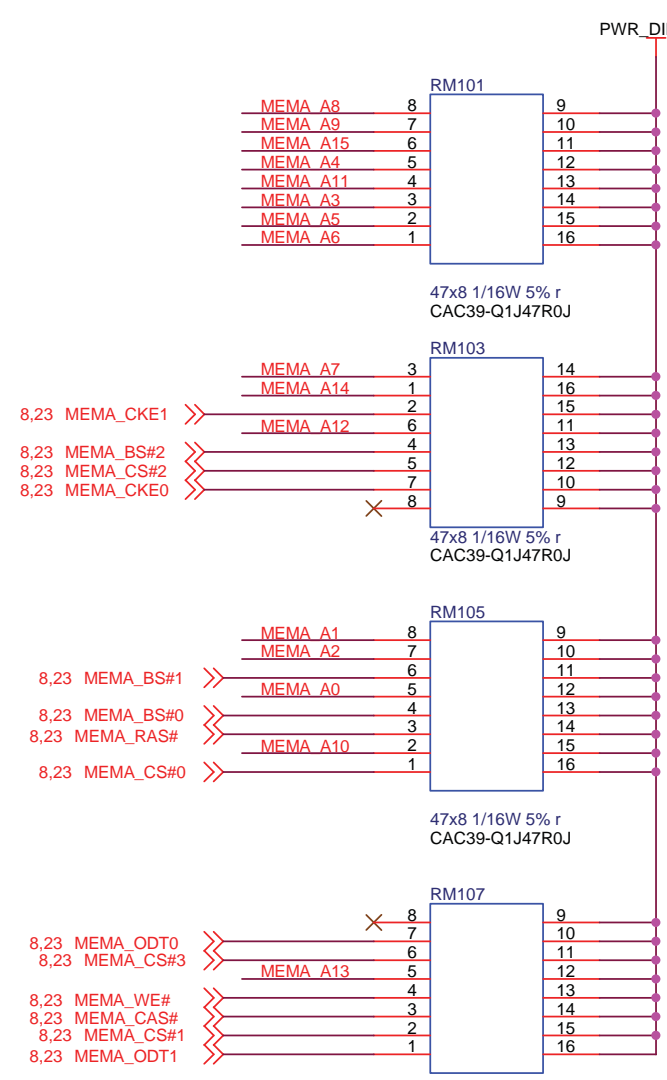 PWR_DI
RM101
MEMA_A8 8 9
MEMA_A9 7 10
MEMA_A15 6 11
MEMA_A4 5 12
MEMA_A11 4 13
MEMA_A3 3 14
MEMA_A5 2 15
MEMA_A6 1 16
47x8 1/16W 5% r
CAC39-Q1J47R0J
RM103
MEMA_A7 3 14
MEMA_A14 1 16
8,23 MEMA_CKE1 2 15
MEMA_A12 6 11
8,23 MEMA_BS#2 4 13
8,23 MEMA_CS#2 5 12
8,23 MEMA_CKE0 7 10
8 9
47x8 1/16W 5% r
CAC39-Q1J47R0J
RM105
MEMA_A1 8 9
MEMA_A2 7 10
8,23 MEMA_BS#1 6 11
MEMA_A0 5 12
8,23 MEMA_BS#0 4 13
8,23 MEMA_RAS# 3 14
MEMA_A10 2 15
8,23 MEMA_CS#0 1 16
47x8 1/16W 5% r
CAC39-Q1J47R0J
RM107
8 9
8,23 MEMA_ODT0 7 10
8,23 MEMA_CS#3 6 11
MEMA_A13 5 12
8,23 MEMA_WE# 4 13
8,23 MEMA_CAS# 3 14
8,23 MEMA_CS#1 2 15
8,23 MEMA_ODT1 1 16